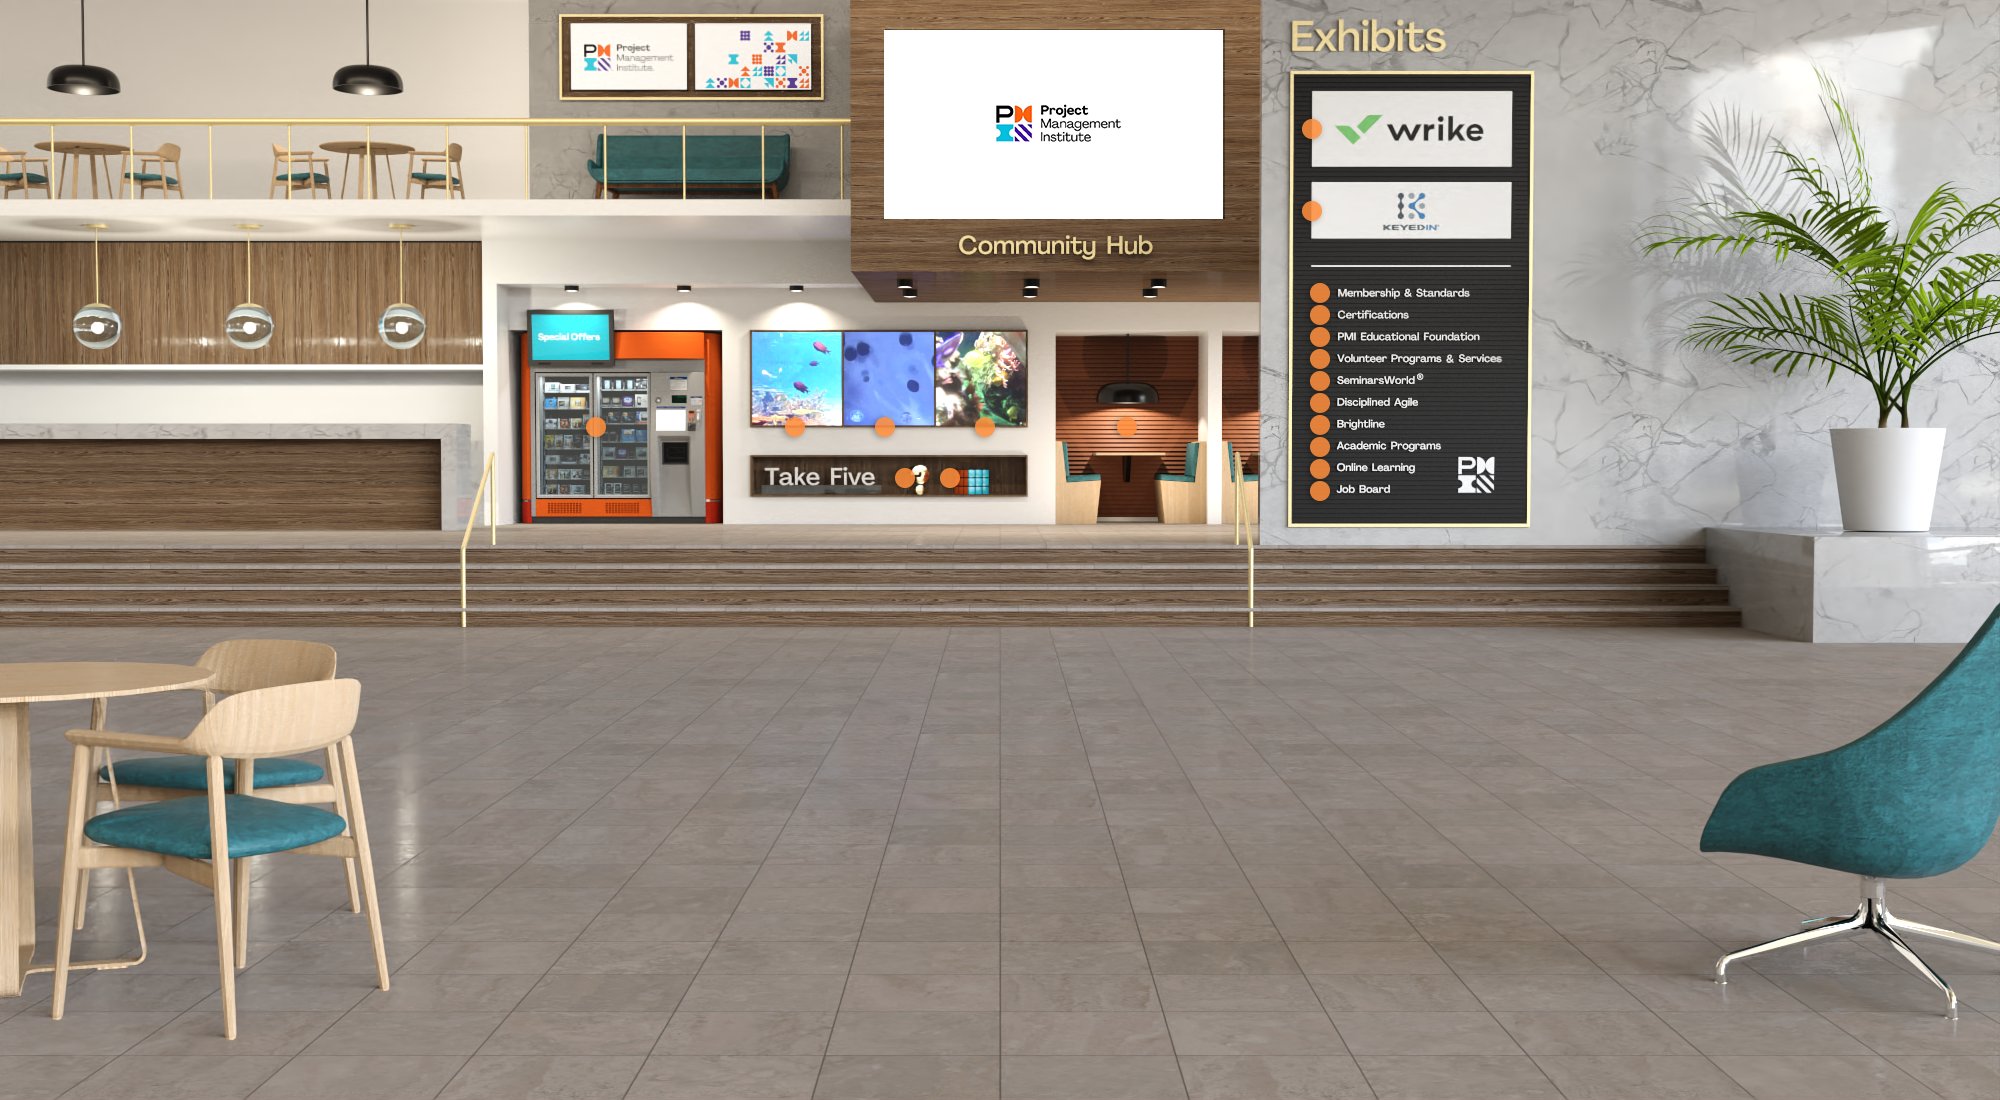 Project
Management
Institute.
PM
Project
Management
Institute
Community Hub
Special Offers
Take Five
Exhibits
wrike
KEYEDIN
Membership & Standards
Certifications
PMI Educational Foundation
Volunteer Programs & Services
SeminarsWorld®
Disciplined Agile
Brightline
Academic Programs
Online Learning
Job Board